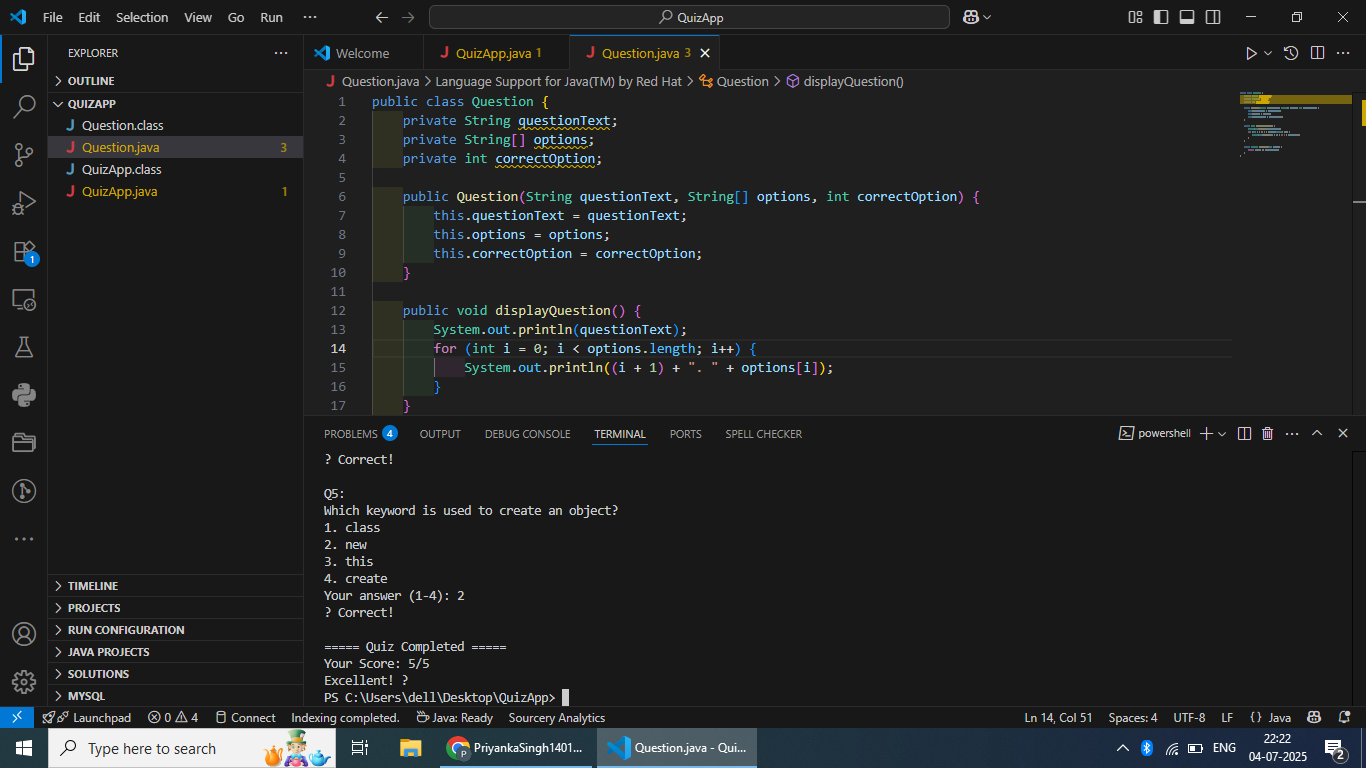 File Edit Selection View Go Run ··· QuizApp
EXPLORER ···
OUTLINE
QUIZAPP
Question.class
Question.java 3
QuizApp.class
QuizApp.java 1
TIMELINE
PROJECTS
RUN CONFIGURATION
JAVA PROJECTS
SOLUTIONS
MYSQL
1
Welcome QuizApp.java 1 Question.java 3
Question.java > Language Support for Java(TM) by Red Hat > Question > displayQuestion()
1 public class Question {
2 private String questionText;
3 private String[] options;
4 private int correctOption;
5
6 public Question(String questionText, String[] options, int correctOption) {
7 this.questionText = questionText;
8 this.options = options;
9 this.correctOption = correctOption;
10 }
11
12 public void displayQuestion() {
13 System.out.println(questionText);
14 for (int i = 0; i < options.length; i++) {
15 System.out.println((i + 1) + ". " + options[i]);
16 }
17 }
PROBLEMS 4 OUTPUT DEBUG CONSOLE TERMINAL PORTS SPELL CHECKER powershell
? Correct!
Q5:
Which keyword is used to create an object?
1. class
2. new
3. this
4. create
Your answer (1-4): 2
? Correct!
===== Quiz Completed =====
Your Score: 5/5
Excellent! ?
PS C:\Users\dell\Desktop\QuizApp>
Launchpad 0 4 Connect Indexing completed. Java: Ready Sourcery Analytics Ln 14, Col 51 Spaces: 4 UTF-8 LF {} Java
Type here to search PriyankaSingh1401... Question.java - Qui... ENG 22:22
04-07-2025 2